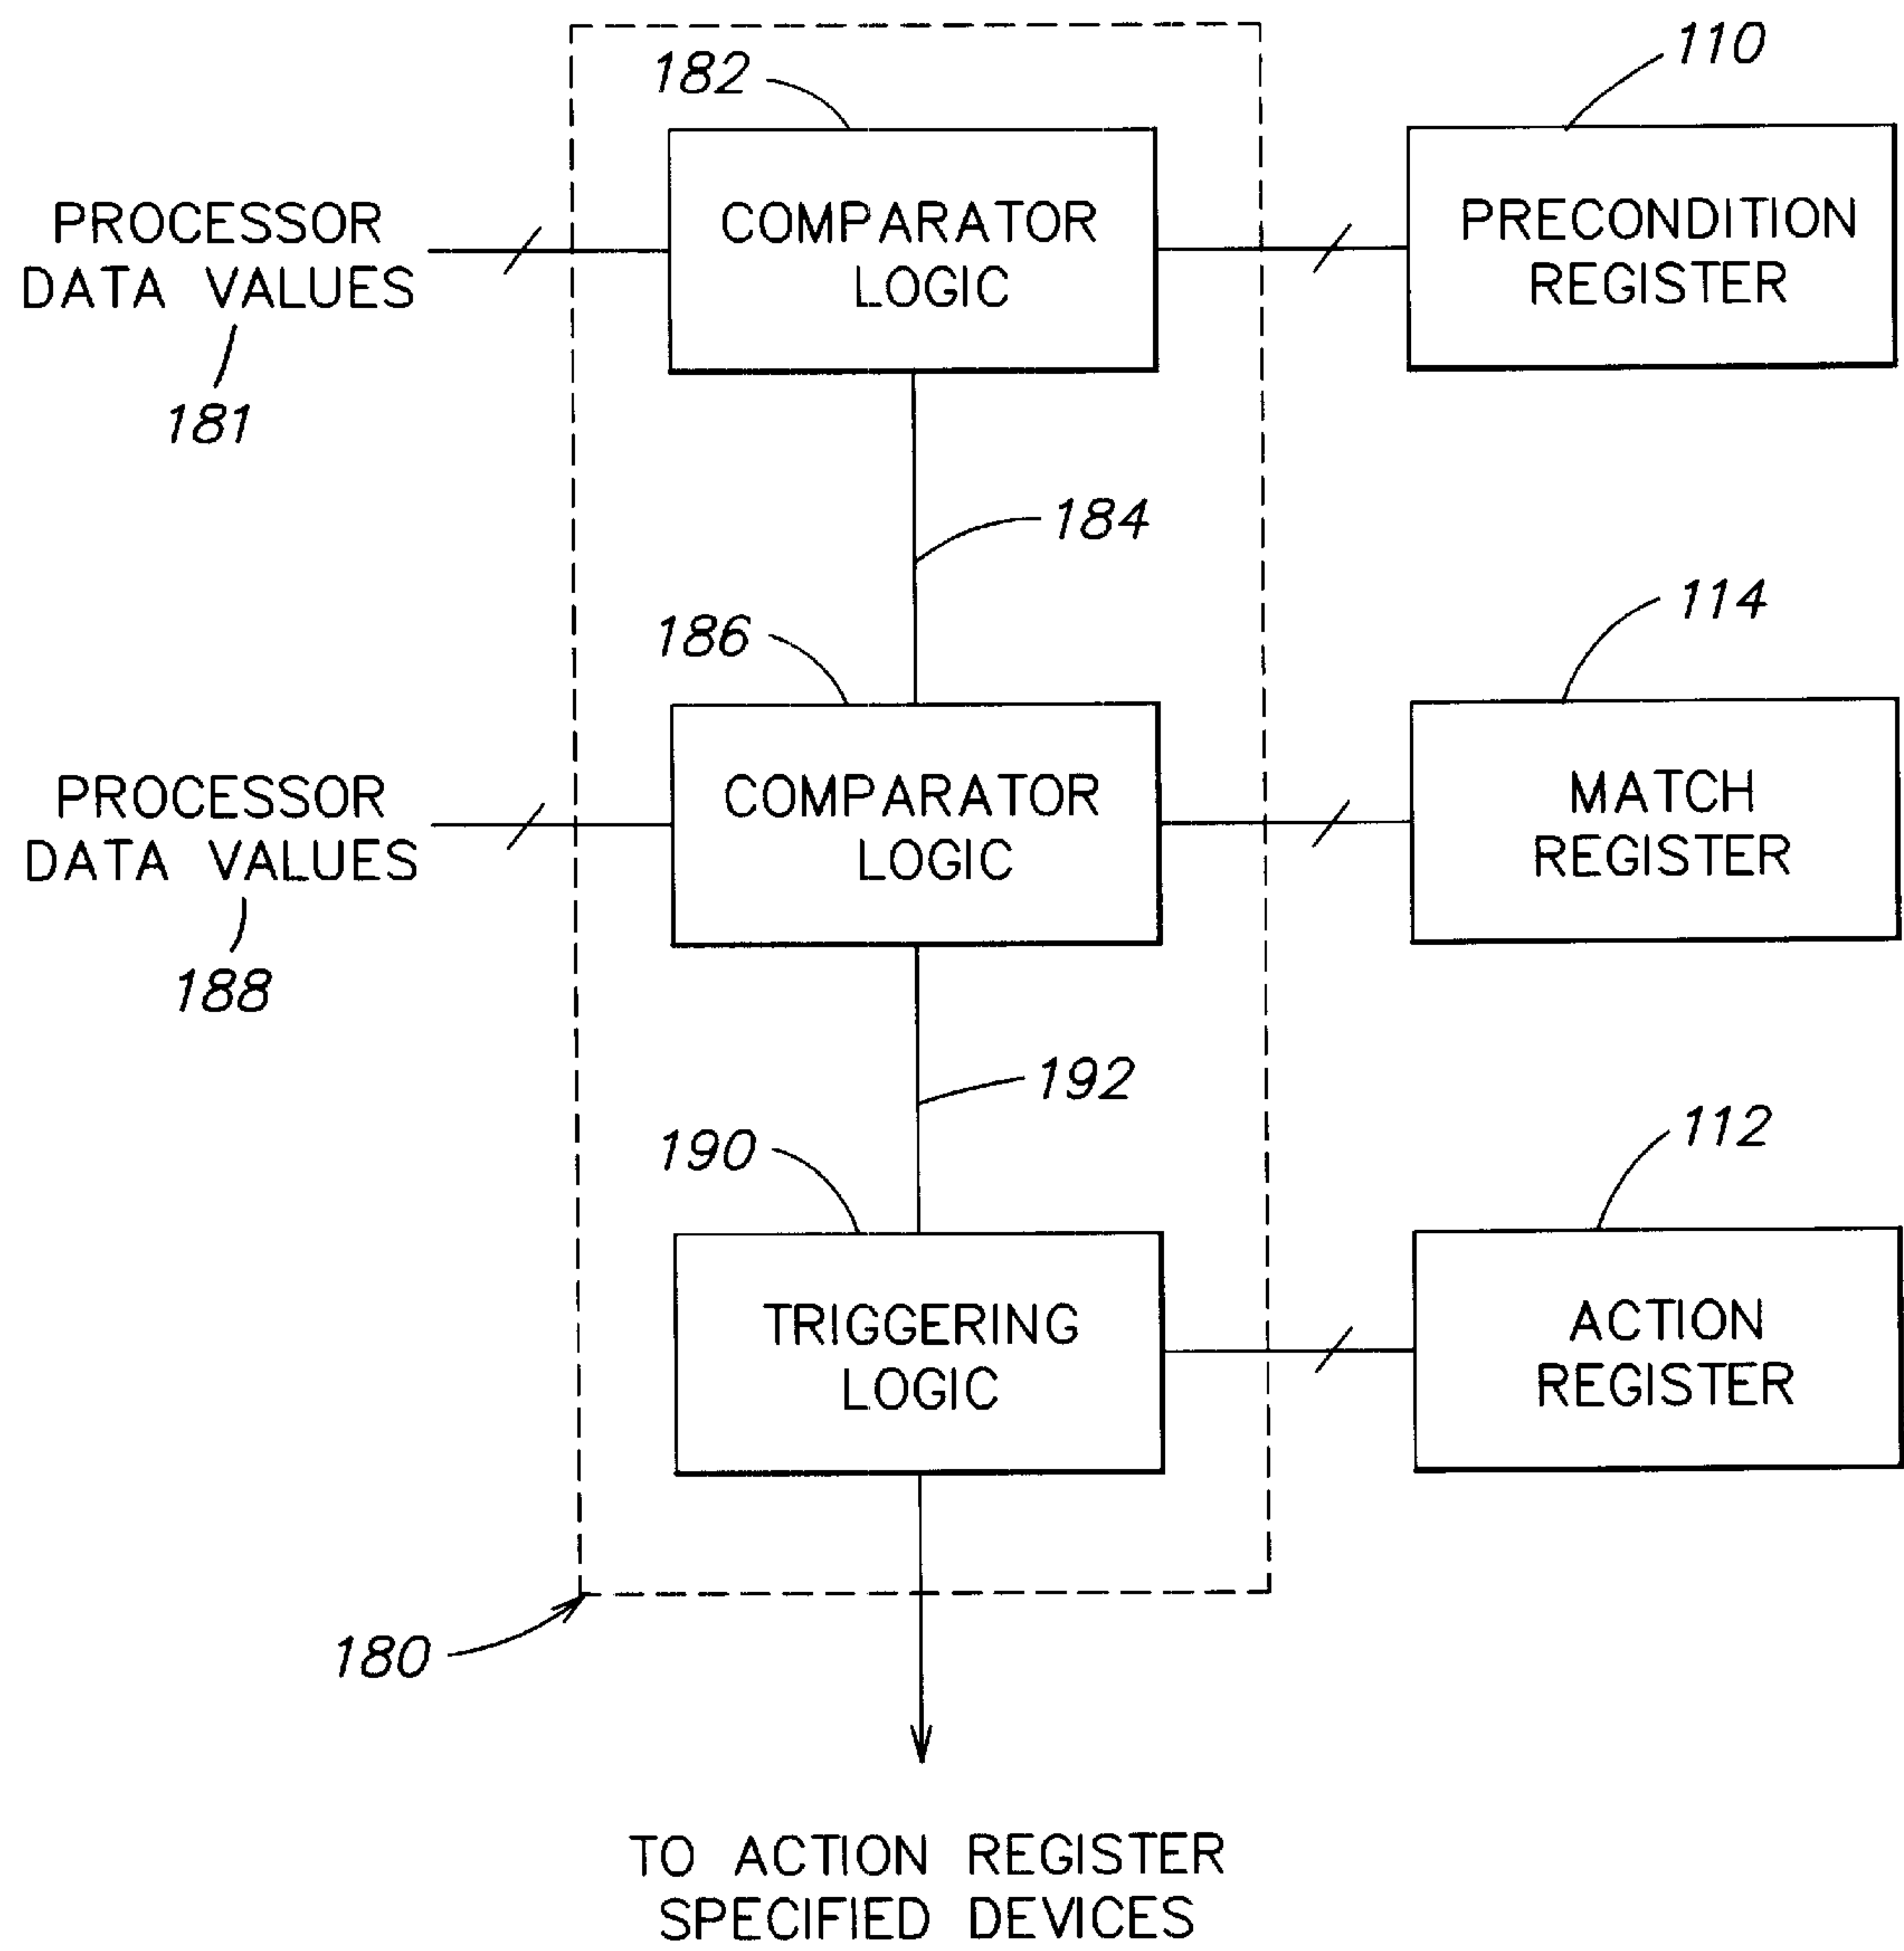 182
110
PROCESSOR
DATA VALUES
181
COMPARATOR
LOGIC
PRECONDITION
REGISTER
184
186
114
PROCESSOR
DATA VALUES
188
COMPARATOR
LOGIC
MATCH
REGISTER
192
190
112
TRIGGERING
LOGIC
ACTION
REGISTER
180
TO ACTION REGISTER
SPECIFIED DEVICES